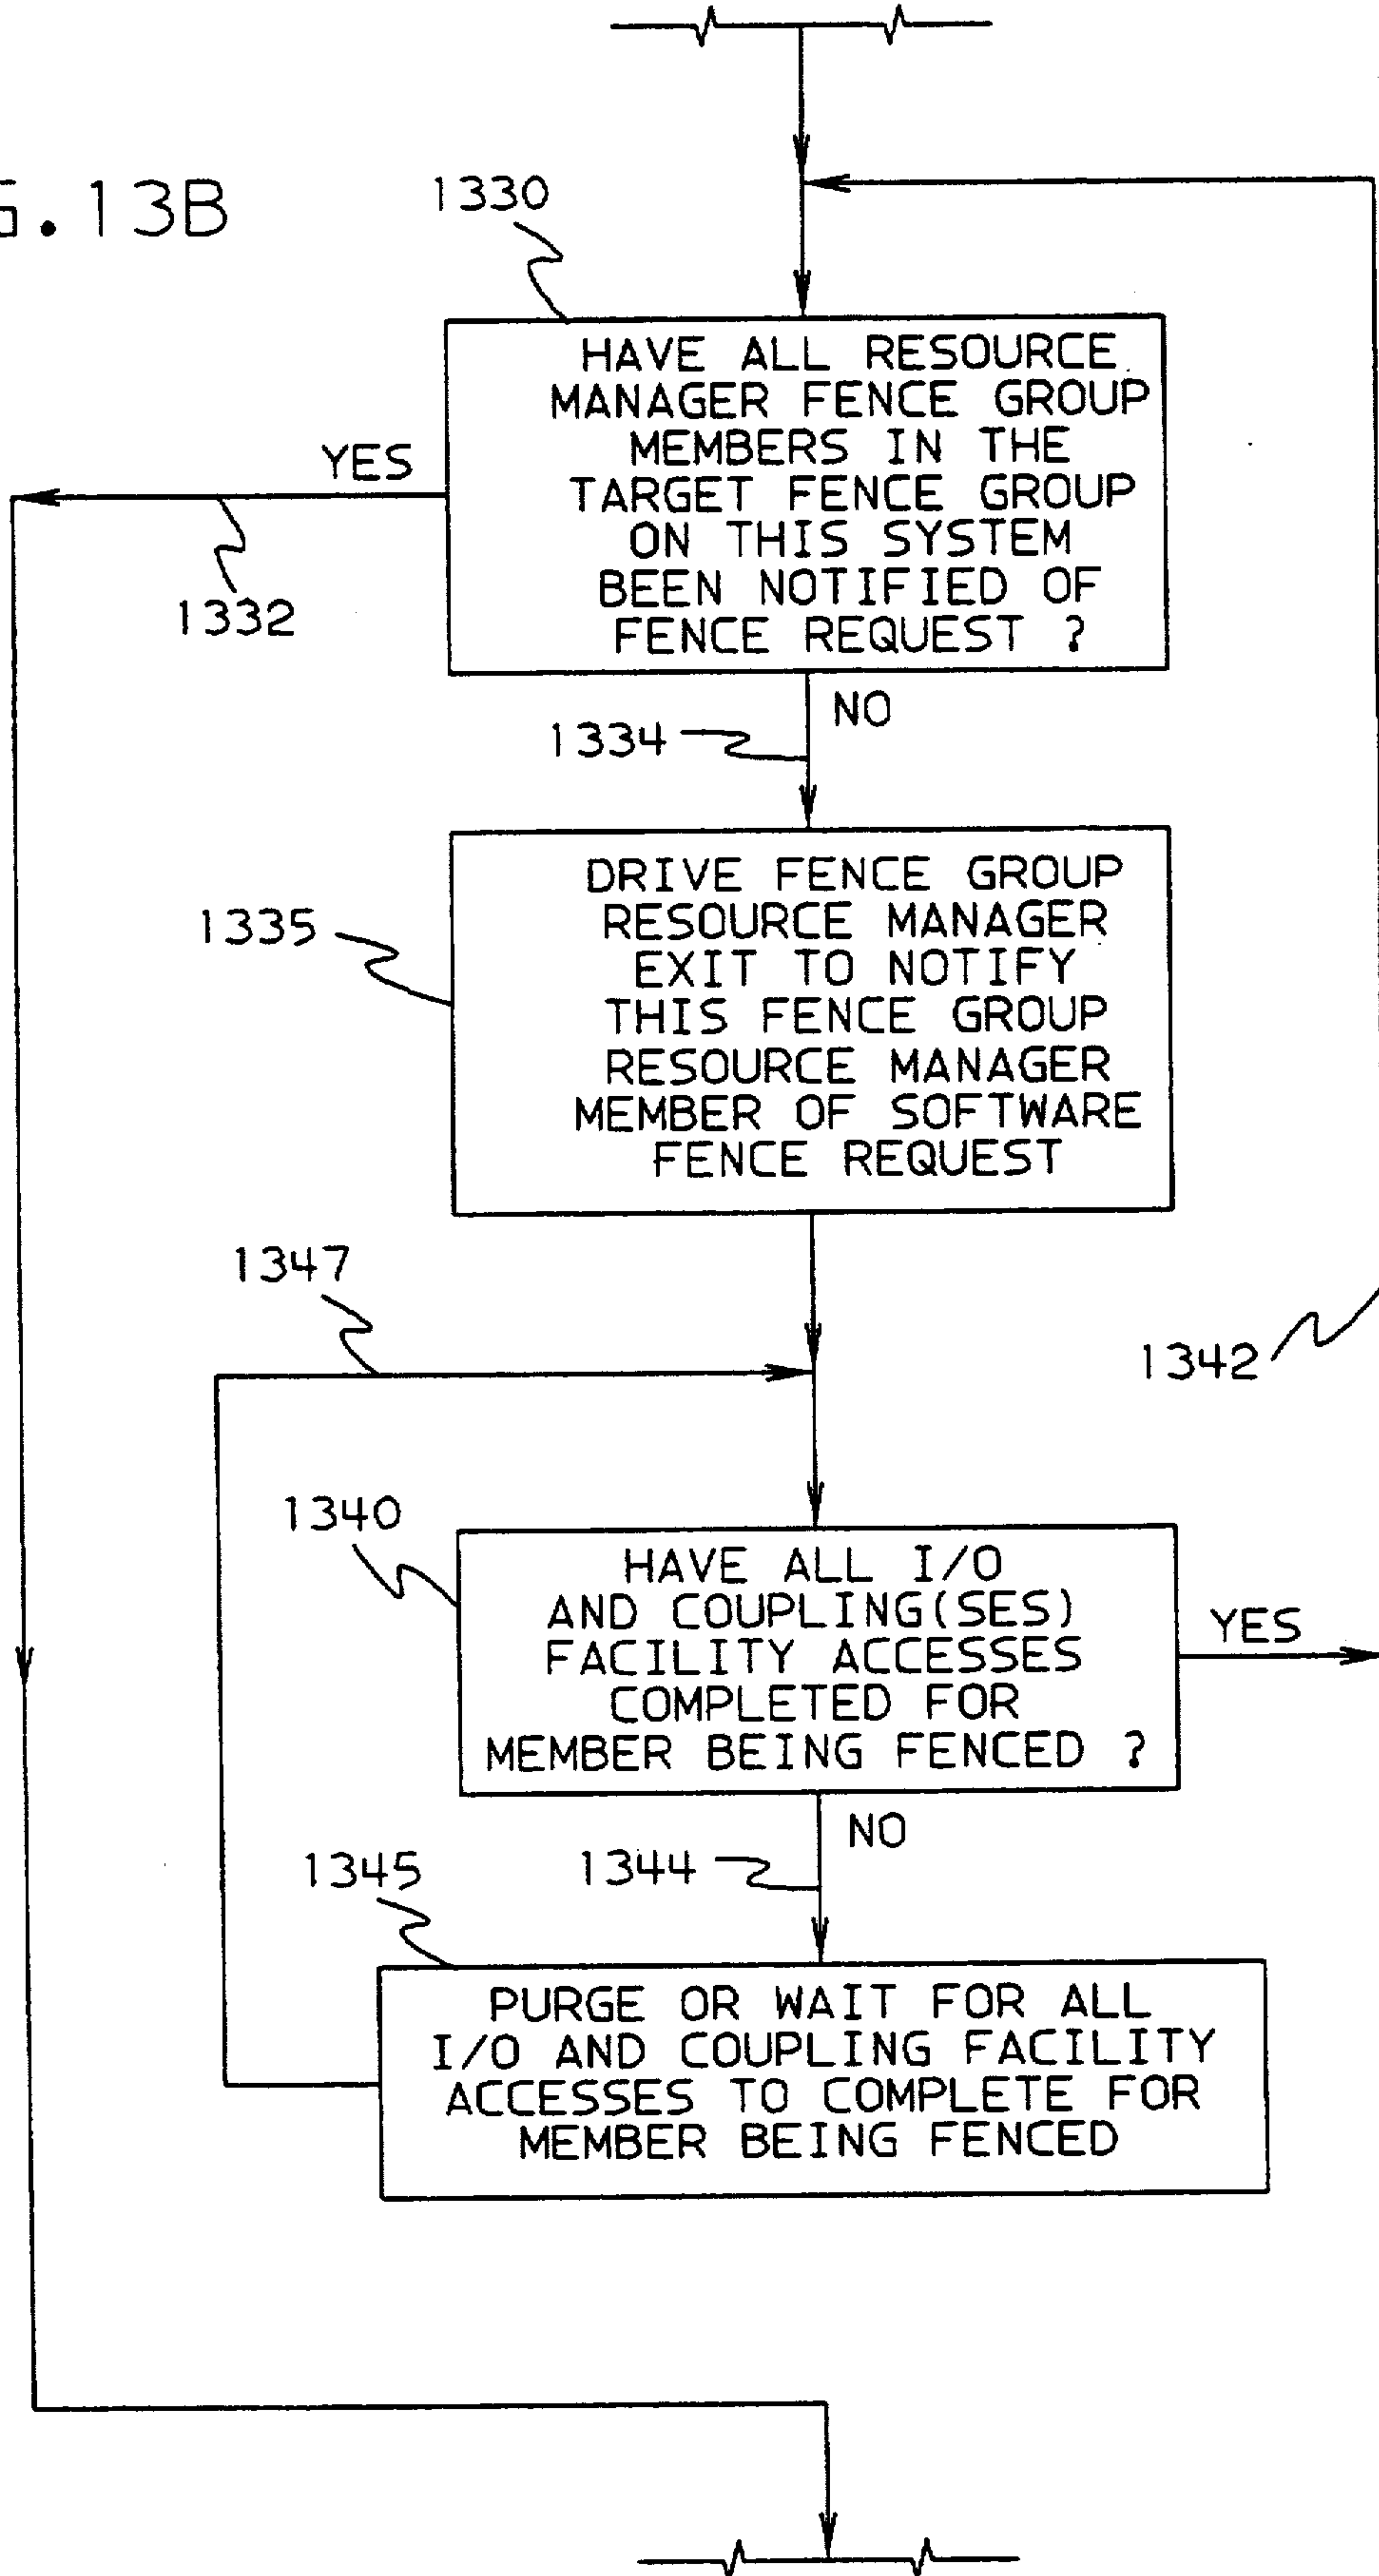 G.13B
1330
HAVE ALL RESOURCE
MANAGER FENCE GROUP
MEMBERS IN THE
TARGET FENCE GROUP
ON THIS SYSTEM
BEEN NOTIFIED OF
FENCE REQUEST ?
YES
1332
NO
1334
DRIVE FENCE GROUP
RESOURCE MANAGER
EXIT TO NOTIFY
THIS FENCE GROUP
RESOURCE MANAGER
MEMBER OF SOFTWARE
FENCE REQUEST
1335
1347
1342
1340
HAVE ALL I/O
AND COUPLING(SES)
FACILITY ACCESSES
COMPLETED FOR
MEMBER BEING FENCED ?
YES
NO
1344
1345
PURGE OR WAIT FOR ALL
I/O AND COUPLING FACILITY
ACCESSES TO COMPLETE FOR
MEMBER BEING FENCED